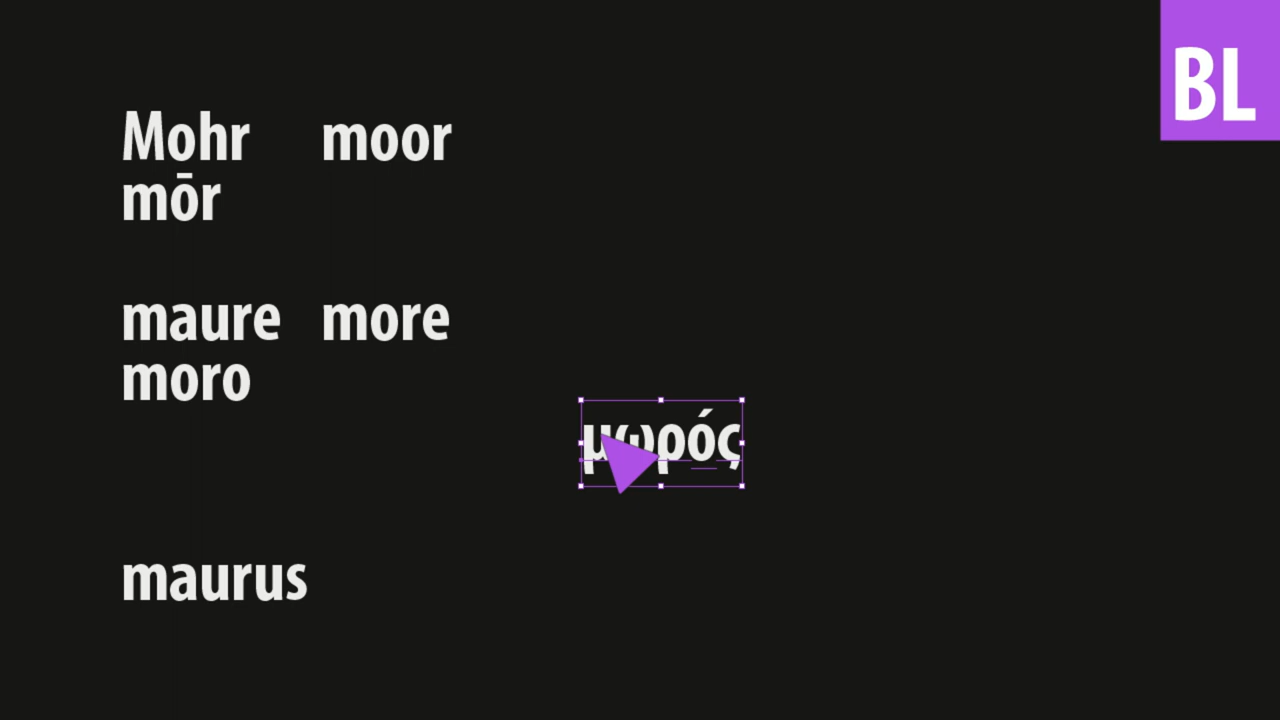 BL
Mohr moor
mōr
maure more
moro
μωρός
maurus